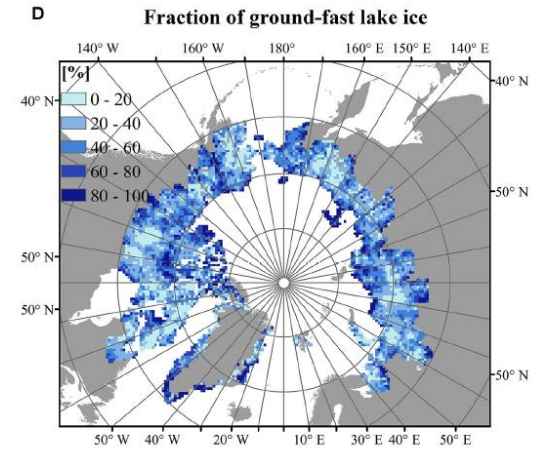 D
Fraction of ground-fast lake ice
140° W 160° W 180° 160° E 150° E 140° E
[%]
40° N 40° N
0 - 20
20 - 40
40 - 60
60 - 80
80 - 100
50° N
50° N
50° N
50° N
50° W 40° W 20° W 10° E 30° E 40° E 50° E